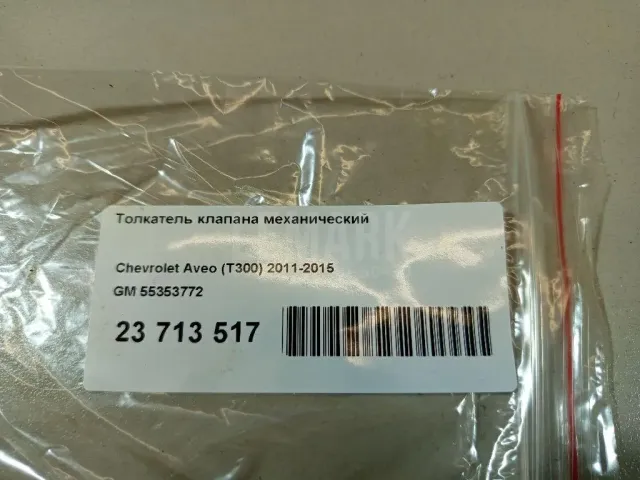 Толкатель клапана механический
Chevrolet Aveo (T300) 2011-2015
GM 55353772
23 713 517